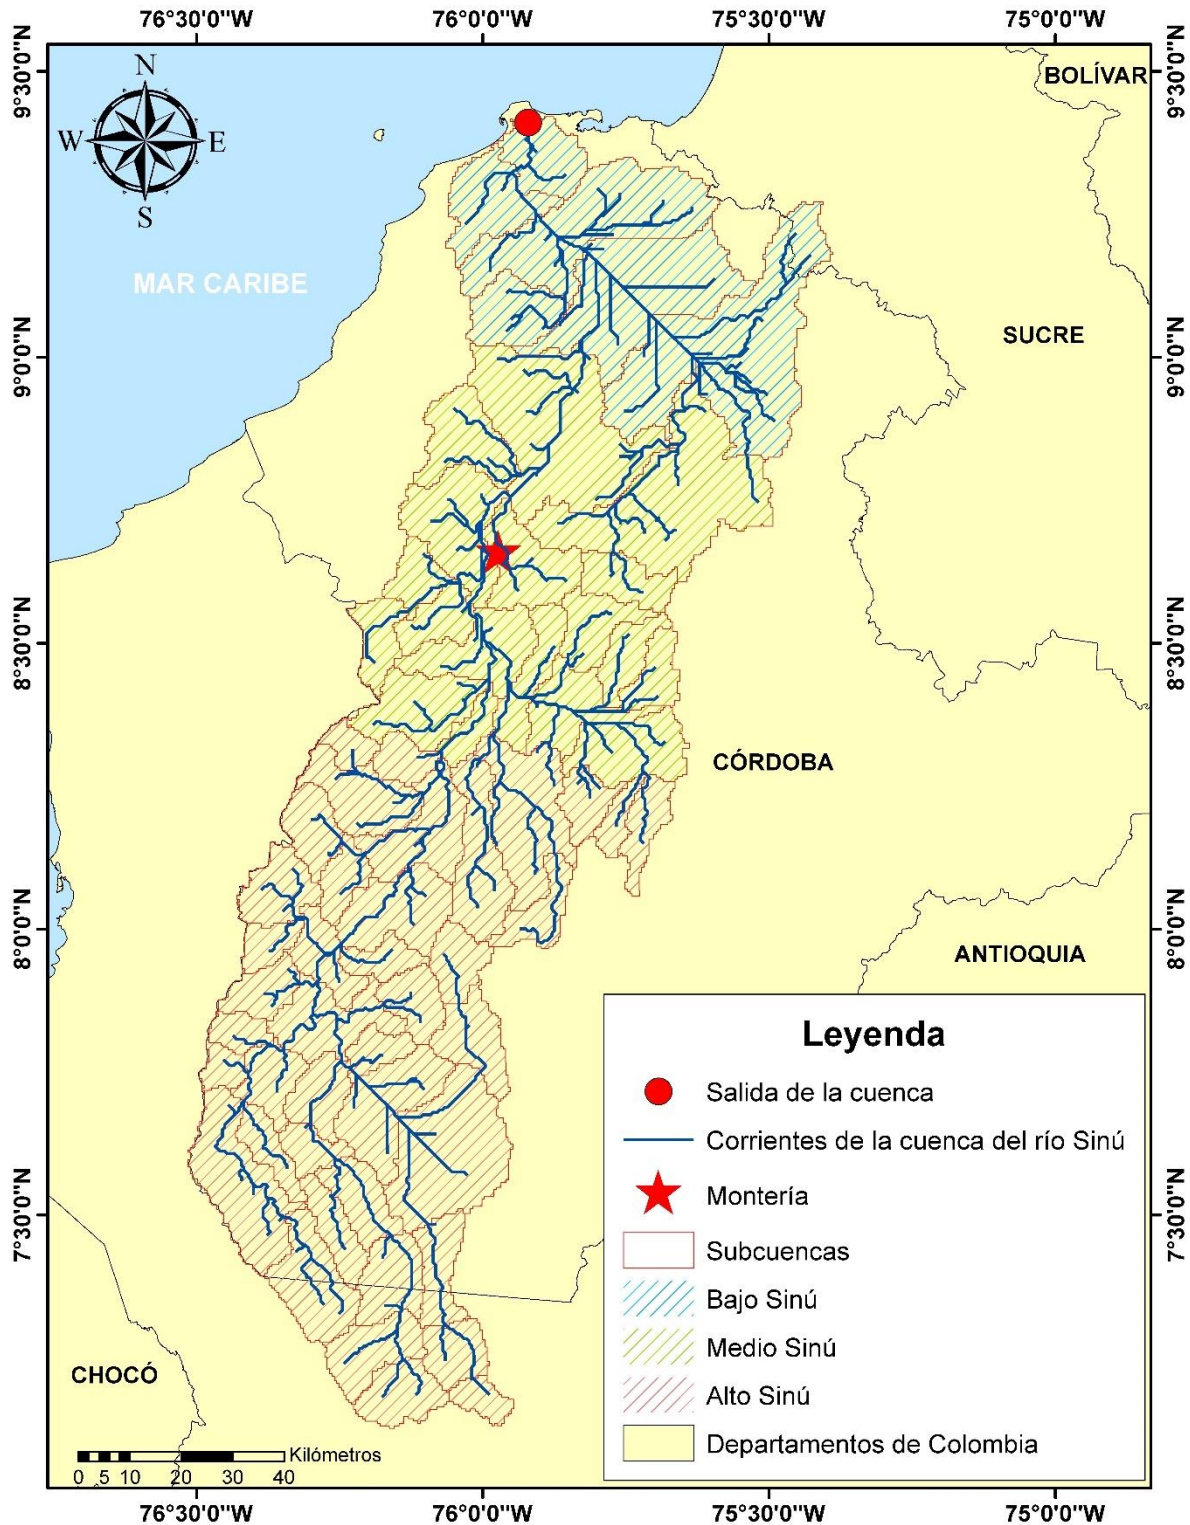 76°30'0"W 76°0'0"W 75°30'0"W 75°0'0"W
9°30'0"N
9°0'0"N
8°30'0"N
8°0'0"N
7°30'0"N
9°30'0"N
9°0'0"N
8°30'0"N
8°0'0"N
7°30'0"N
N
W E
S
BOLÍVAR
MAR CARIBE
SUCRE
CÓRDOBA
ANTIOQUIA
CHOCÓ
Leyenda
Salida de la cuenca
Corrientes de la cuenca del río Sinú
Montería
Subcuencas
Bajo Sinú
Medio Sinú
Alto Sinú
Departamentos de Colombia
Kilómetros
0 5 10 20 30 40
76°30'0"W 76°0'0"W 75°30'0"W 75°0'0"W